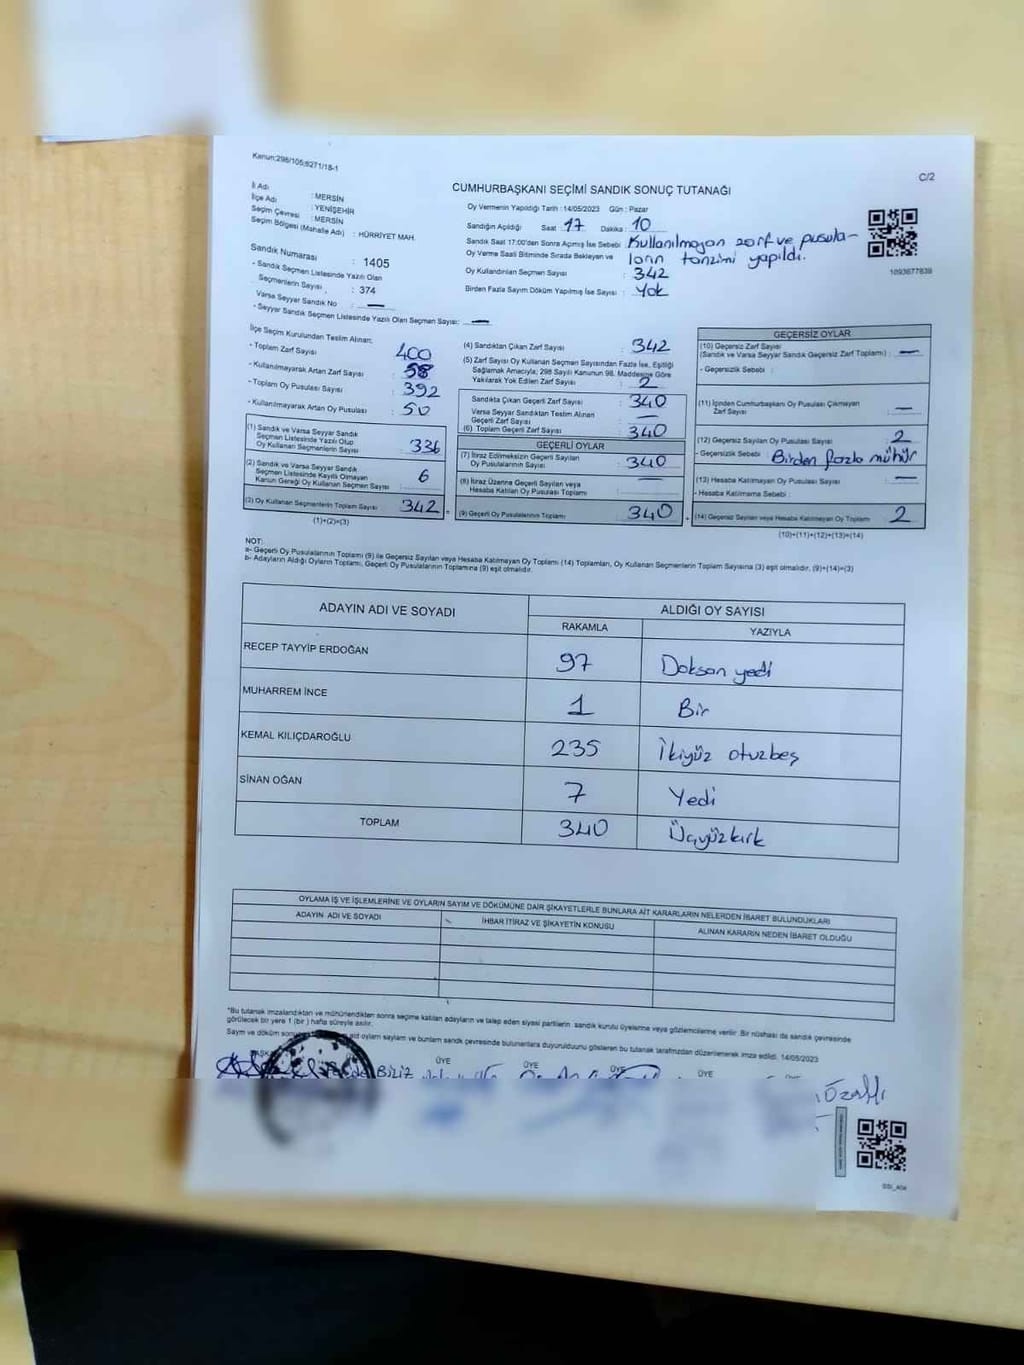 Kanun:298/105;6271/18-1
C/2
CUMHURBAŞKANI SEÇİMİ SANDIK SONUÇ TUTANAĞI
İl Adı : MERSİN
İlçe Adı : YENİŞEHİR
Seçim Çevresi : MERSİN
Seçim Bölgesi (Mahalle Adı) : HÜRRİYET MAH.
Sandık Numarası : 1405
- Sandık Seçmen Listesinde Yazılı Olan
Seçmenlerin Sayısı : 374
Varsa Seyyar Sandık No : —
- Seyyar Sandık Seçmen Listesinde Yazılı Olan Seçmen Sayısı: —
Oy Vermenin Yapıldığı Tarih : 14/05/2023 Gün : Pazar
Sandığın Açıldığı Saat 17 Dakika : 10
Sandık Saat 17:00'den Sonra Açılmış İse Sebebi : Kullanılmayan zarf ve pusula-
Oy Verme Saati Bitiminde Sırada Bekleyen ve ların tanzimi yapıldı.
Oy Kullandırılan Seçmen Sayısı : 342
Birden Fazla Sayım Döküm Yapılmış İse Sayısı : Yok
1093677839
İlçe Seçim Kurulundan Teslim Alınan;
- Toplam Zarf Sayısı : 400
- Kullanılmayarak Artan Zarf Sayısı : 58
- Toplam Oy Pusulası Sayısı : 392
- Kullanılmayarak Artan Oy Pusulası : 50
(1) Sandık ve Varsa Seyyar Sandık
Seçmen Listesinde Yazılı Olup
Oy Kullanan Seçmenlerin Sayısı : 336
(2) Sandık ve Varsa Seyyar Sandık
Seçmen Listesinde Kayıtlı Olmayan
Kanun Gereği Oy Kullanan Seçmen Sayısı : 6
(3) Oy Kullanan Seçmenlerin Toplam Sayısı : 342
(1)+(2)=(3)
(4) Sandıktan Çıkan Zarf Sayısı : 342
(5) Zarf Sayısı Oy Kullanan Seçmen Sayısından Fazla İse, Eşitliği
Sağlamak Amacıyla; 298 Sayılı Kanunun 98. Maddesine Göre
Yakılarak Yok Edilen Zarf Sayısı : 2
Sandıkta Çıkan Geçerli Zarf Sayısı : 340
Varsa Seyyar Sandıktan Teslim Alınan
Geçerli Zarf Sayısı : —
(6) Toplam Geçerli Zarf Sayısı : 340
GEÇERLİ OYLAR
(7) İtiraz Edilmeksizin Geçerli Sayılan
Oy Pusulalarının Sayısı : 340
(8) İtiraz Üzerine Geçerli Sayılan veya
Hesaba Katılan Oy Pusulası Toplamı : —
(9) Geçerli Oy Pusulalarının Toplamı : 340
GEÇERSİZ OYLAR
(10) Geçersiz Zarf Sayısı
(Sandık ve Varsa Seyyar Sandık Geçersiz Zarf Toplamı) : —
- Geçersizlik Sebebi :
(11) İçinden Cumhurbaşkanı Oy Pusulası Çıkmayan
Zarf Sayısı : —
(12) Geçersiz Sayılan Oy Pusulası Sayısı : 2
- Geçersizlik Sebebi : Birden fazla mühür
(13) Hesaba Katılmayan Oy Pusulası Sayısı : —
- Hesaba Katılmama Sebebi :
(14) Geçersiz Sayılan veya Hesaba Katılmayan Oy Toplamı : 2
(10)+(11)+(12)+(13)=(14)
NOT:
a- Geçerli Oy Pusulalarının Toplamı (9) ile Geçersiz Sayılan veya Hesaba Katılmayan Oy Toplamı (14) Toplamları, Oy Kullanan Seçmenlerin Toplam Sayısına (3) eşit olmalıdır. (9)+(14)=(3)
b- Adayların Aldığı Oyların Toplamı, Geçerli Oy Pusulalarının Toplamına (9) eşit olmalıdır.
ADAYIN ADI VE SOYADI ALDIĞI OY SAYISI
RAKAMLA YAZIYLA
RECEP TAYYİP ERDOĞAN 97 Doksan yedi
MUHARREM İNCE 1 Bir
KEMAL KILIÇDAROĞLU 235 İkiyüz otuzbeş
SİNAN OĞAN 7 Yedi
TOPLAM 340 Üçyüzkırk
OYLAMA İŞ VE İŞLEMLERİNE VE OYLARIN SAYIM VE DÖKÜMÜNE DAİR ŞİKAYETLERLE BUNLARA AİT KARARLARIN NELERDEN İBARET BULUNDUKLARI
ADAYIN ADI VE SOYADI İHBAR İTİRAZ VE ŞİKAYETİN KONUSU ALINAN KARARIN NEDEN İBARET OLDUĞU
*Bu tutanak imzalandıktan ve mühürlendikten sonra seçime katılan adayların ve talep eden siyasi partilerin sandık kurulu üyelerine veya gözlemcilerine verilir. Bir nüshası da sandık çevresinde
görülecek bir yere 1 (bir ) hafta süreyle asılır.
Sayım ve döküm bunların sandık çevresinde bulunanlara duyurulduğunu gösteren bu tutanak tarafımızdan düzenlenerek imza edildi. 14/05/2023
ÜYE ÜYE ÜYE ÜYE